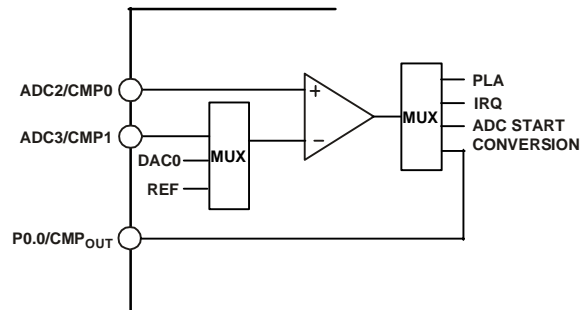 PLA
ADC2/CMP0
+
IRQ
MUX
ADC START
CONVERSION
ADC3/CMP1
MUX
–
DAC0
REF
P0.0/CMPOUT